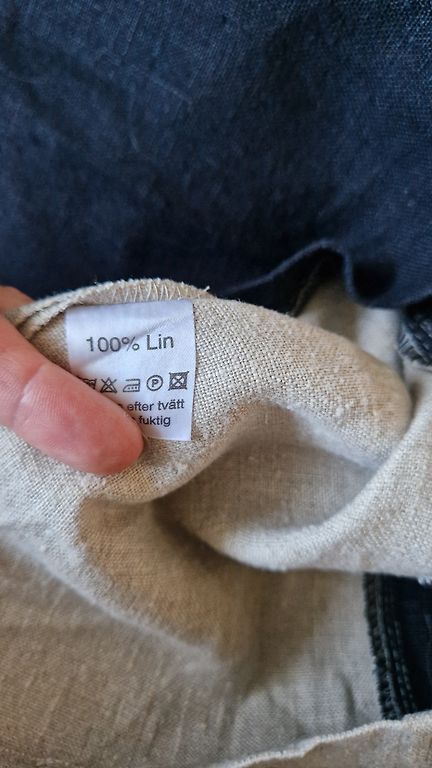 100% Lin
P
efter tvätt
fuktig